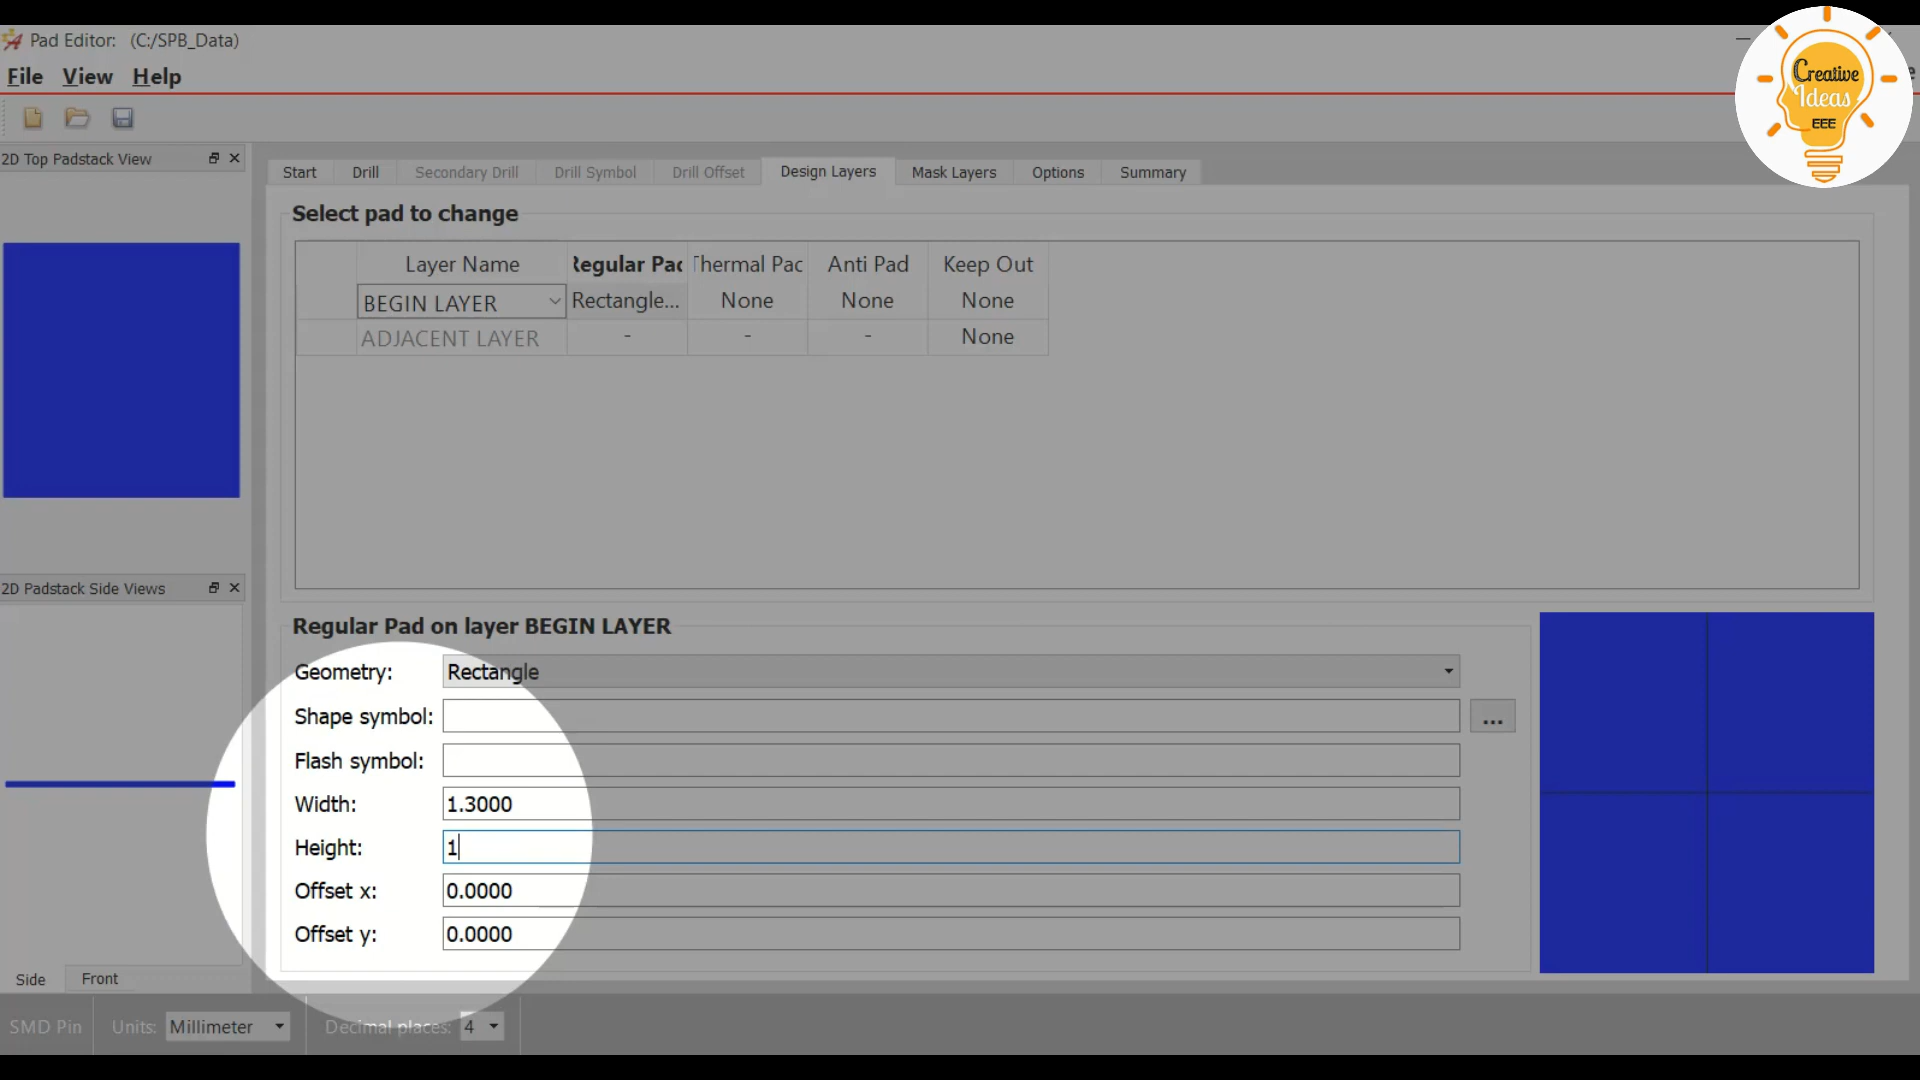 Pad Editor: (C:/SPB_Data)
File View Help
Creative
Ideas
EEE
2D Top Padstack View
Start Drill Secondary Drill Drill Symbol Drill Offset Design Layers Mask Layers Options Summary
Select pad to change
Layer Name Regular Pad Thermal Pad Anti Pad Keep Out
BEGIN LAYER Rectangle... None None None
ADJACENT LAYER - - - None
2D Padstack Side Views
Regular Pad on layer BEGIN LAYER
Geometry: Rectangle
Shape symbol: ...
Flash symbol:
Width: 1.3000
Height: 1
Offset x: 0.0000
Offset y: 0.0000
Side Front
SMD Pin Units: Millimeter Decimal places: 4